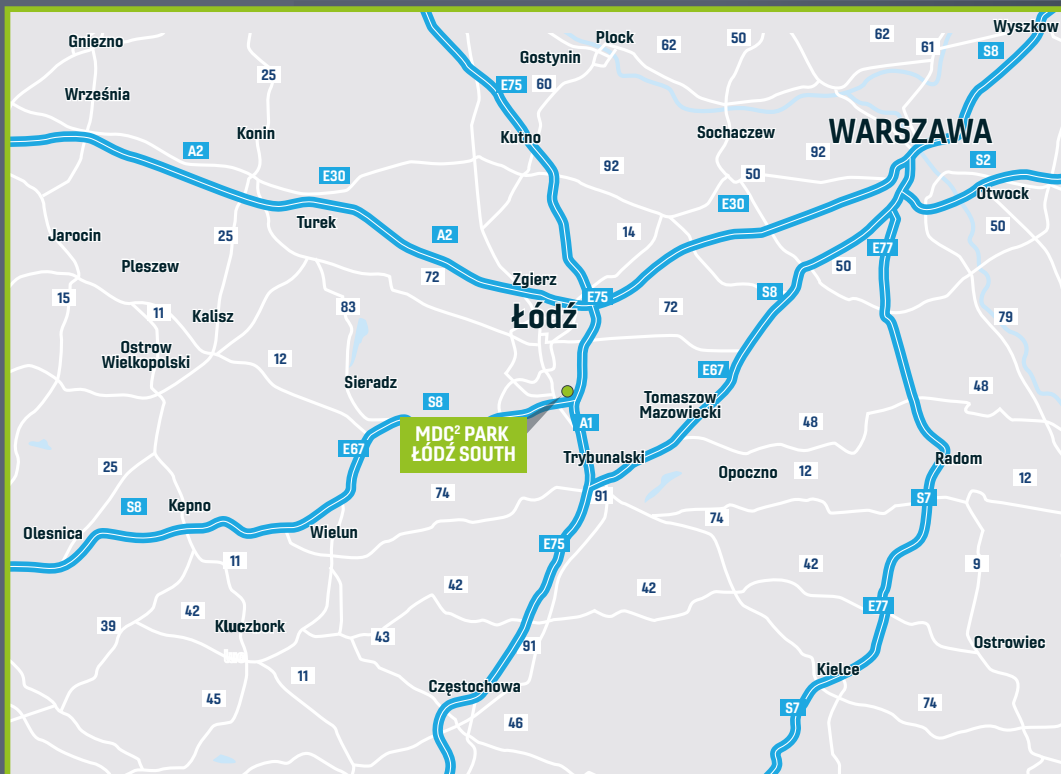 Wyszków
62
Plock
50
Gniezno
62
61
S8
Gostynin
25
E75
60
Września
Konin
Kutno
Sochaczew
WARSZAWA
A2
92
92
S2
E30
50
Otwock
E30
Turek
25
A2
14
50
Jarocin
E77
Pleszew
72
Zgierz
50
15
83
E75
S8
11
Kalisz
Łódź
72
79
Ostrow
Wielkopolski
12
Sieradz
E67
48
S8
Tomaszow
Mazowiecki
A1
48
MDC² PARK
ŁÓDŹ SOUTH
E67
Trybunalski
Radom
25
Opoczno
12
12
74
91
S7
S8
Kepno
74
Olesnica
Wielun
E75
11
42
9
42
42
E77
42
39
Kluczbork
43
91
Ostrowiec
11
Kielce
Częstochowa
45
S7
74
46